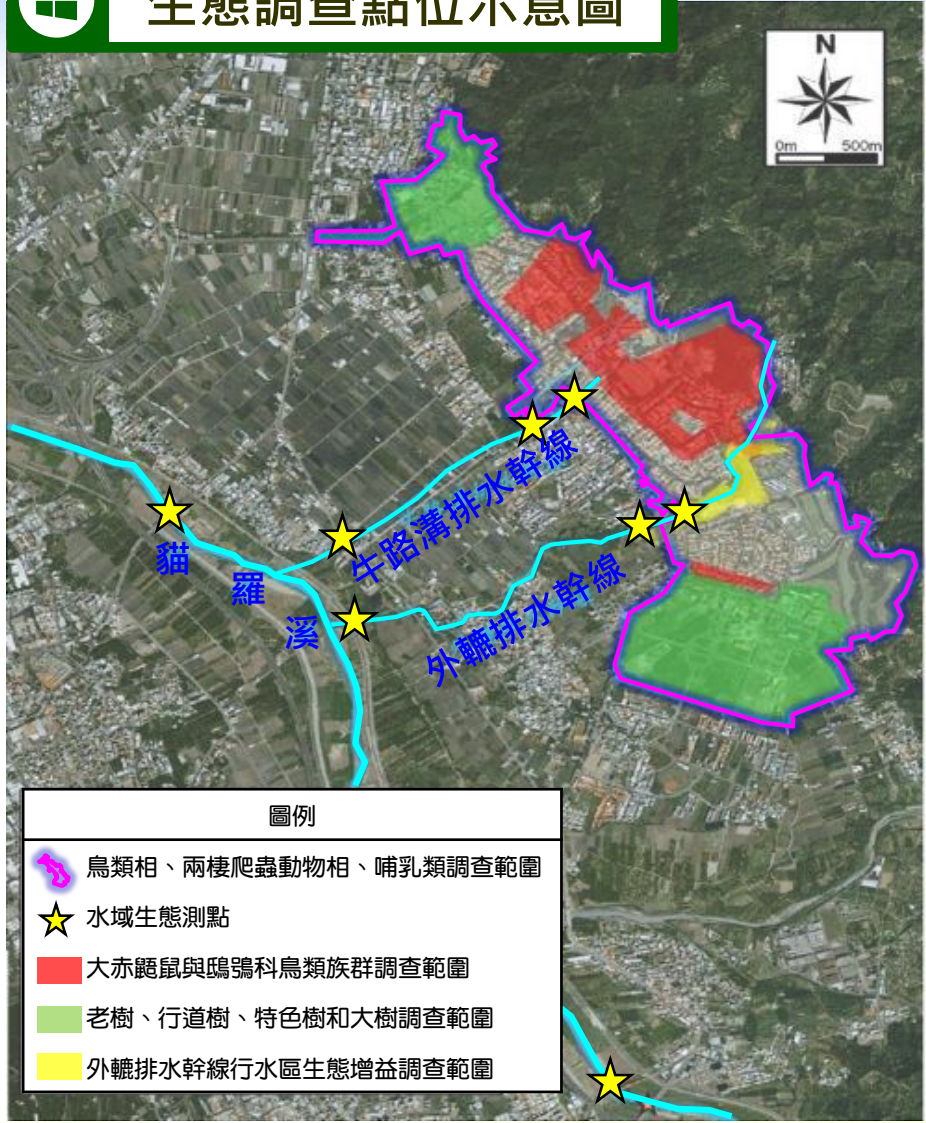 生態調查點位示意圖
N
0m 500m
牛路溝排水幹線
貓
羅
溪
外轆排水幹線
圖例
鳥類相、兩棲爬蟲動物相、哺乳類調查範圍
水域生態測點
大赤鼯鼠與鴟鴞科鳥類族群調查範圍
老樹、行道樹、特色樹和大樹調查範圍
外轆排水幹線行水區生態增益調查範圍